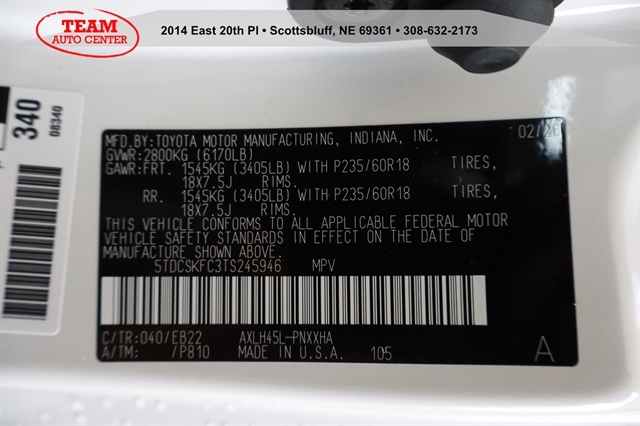 TEAM
AUTO CENTER
2014 East 20th Pl • Scottsbluff, NE 69361 • 308-632-2173
340
08340
MFD.BY:TOYOTA MOTOR MANUFACTURING, INDIANA, INC. 02/26
GVWR:2800KG (6170LB)
GAWR:FRT. 1545KG (3405LB) WITH P235/60R18 TIRES,
18X7.5J RIMS.
RR. 1545KG (3405LB) WITH P235/60R18 TIRES,
18X7.5J RIMS.
THIS VEHICLE CONFORMS TO ALL APPLICABLE FEDERAL MOTOR
VEHICLE SAFETY STANDARDS IN EFFECT ON THE DATE OF
MANUFACTURE SHOWN ABOVE.
5TDCSKFC3TS245946 MPV
C/TR:040/EB22 AXLH45L-PNXXHA
A/TM: /P810 MADE IN U.S.A. 105 A